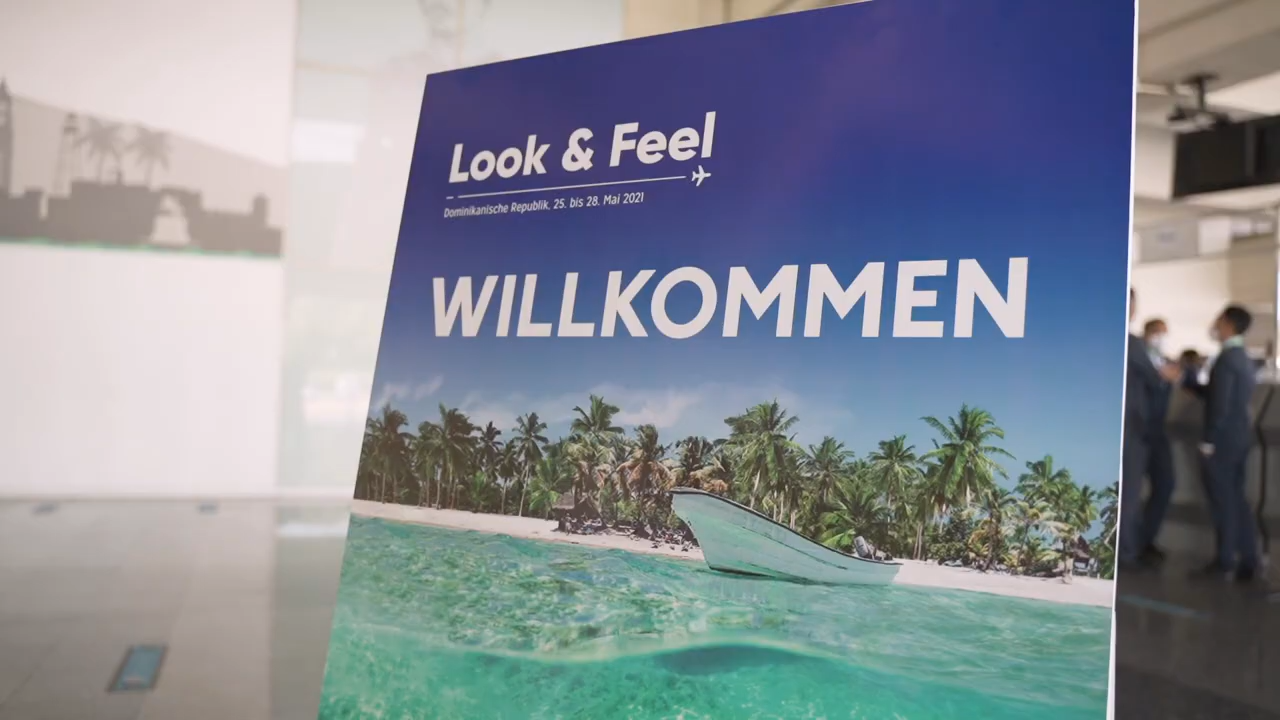 Look & Feel
Dominikanische Republik, 25. bis 28. Mai 2021
WILLKOMMEN